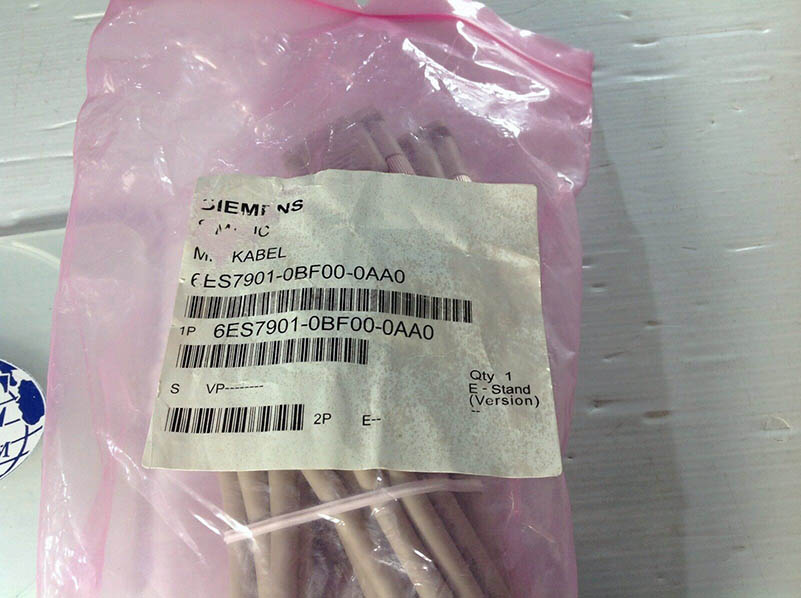 SIEMENS
KABEL
6ES7901-0BF00-0AA0
1P 6ES7901-0BF00-0AA0
S VP--------
Qty 1
E - Stand
(Version)
--
2P E--